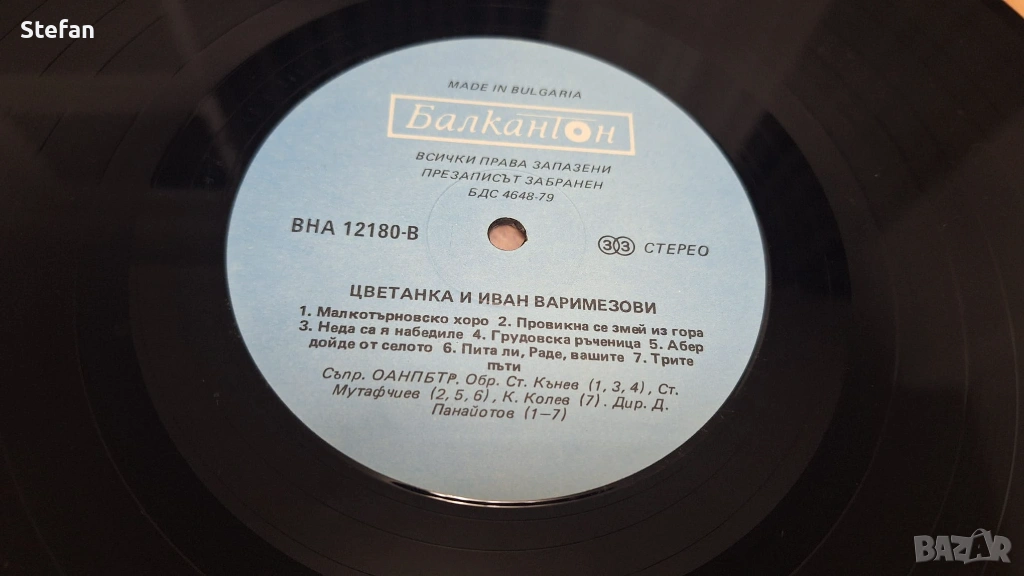 Stefan
MADE IN BULGARIA
Балкантон
ВСИЧКИ ПРАВА ЗАПАЗЕНИ
ПРЕЗАПИСЪТ ЗАБРАНЕН
БДС 4648-79
ВНА 12180-В
33 СТЕРЕО
ЦВЕТАНКА И ИВАН ВАРИМЕЗОВИ
1. Малкотърновско хоро 2. Провикна се змей из гора
3. Неда са я набедиле 4. Грудовска ръченица 5. Абер
дойде от селото 6. Пита ли, Раде, вашите 7. Трите
пъти
Съпр. ОАНПБТР. Обр. Ст. Кънев (1, 3, 4), Ст.
Мутафчиев (2, 5, 6), К. Колев (7). Дир. Д.
Панайотов (1—7)
BAZAR